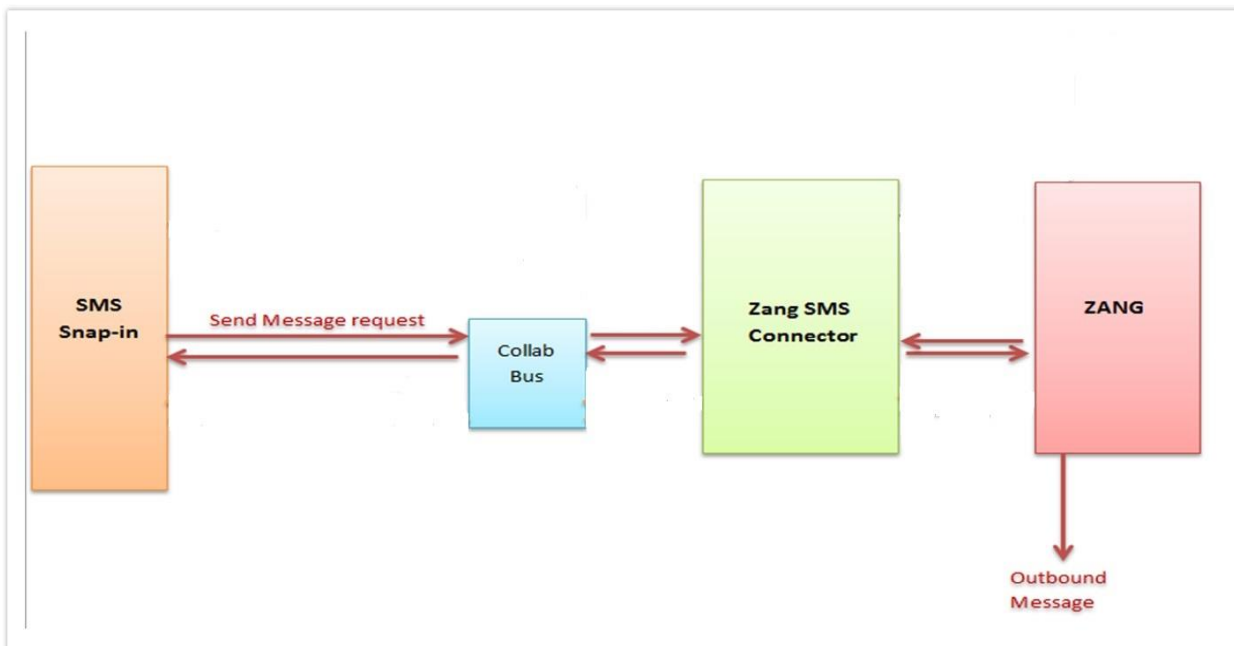 SMS
Snap-in
Send Message request
Collab
Bus
Zang SMS
Connector
ZANG
Outbound
Message